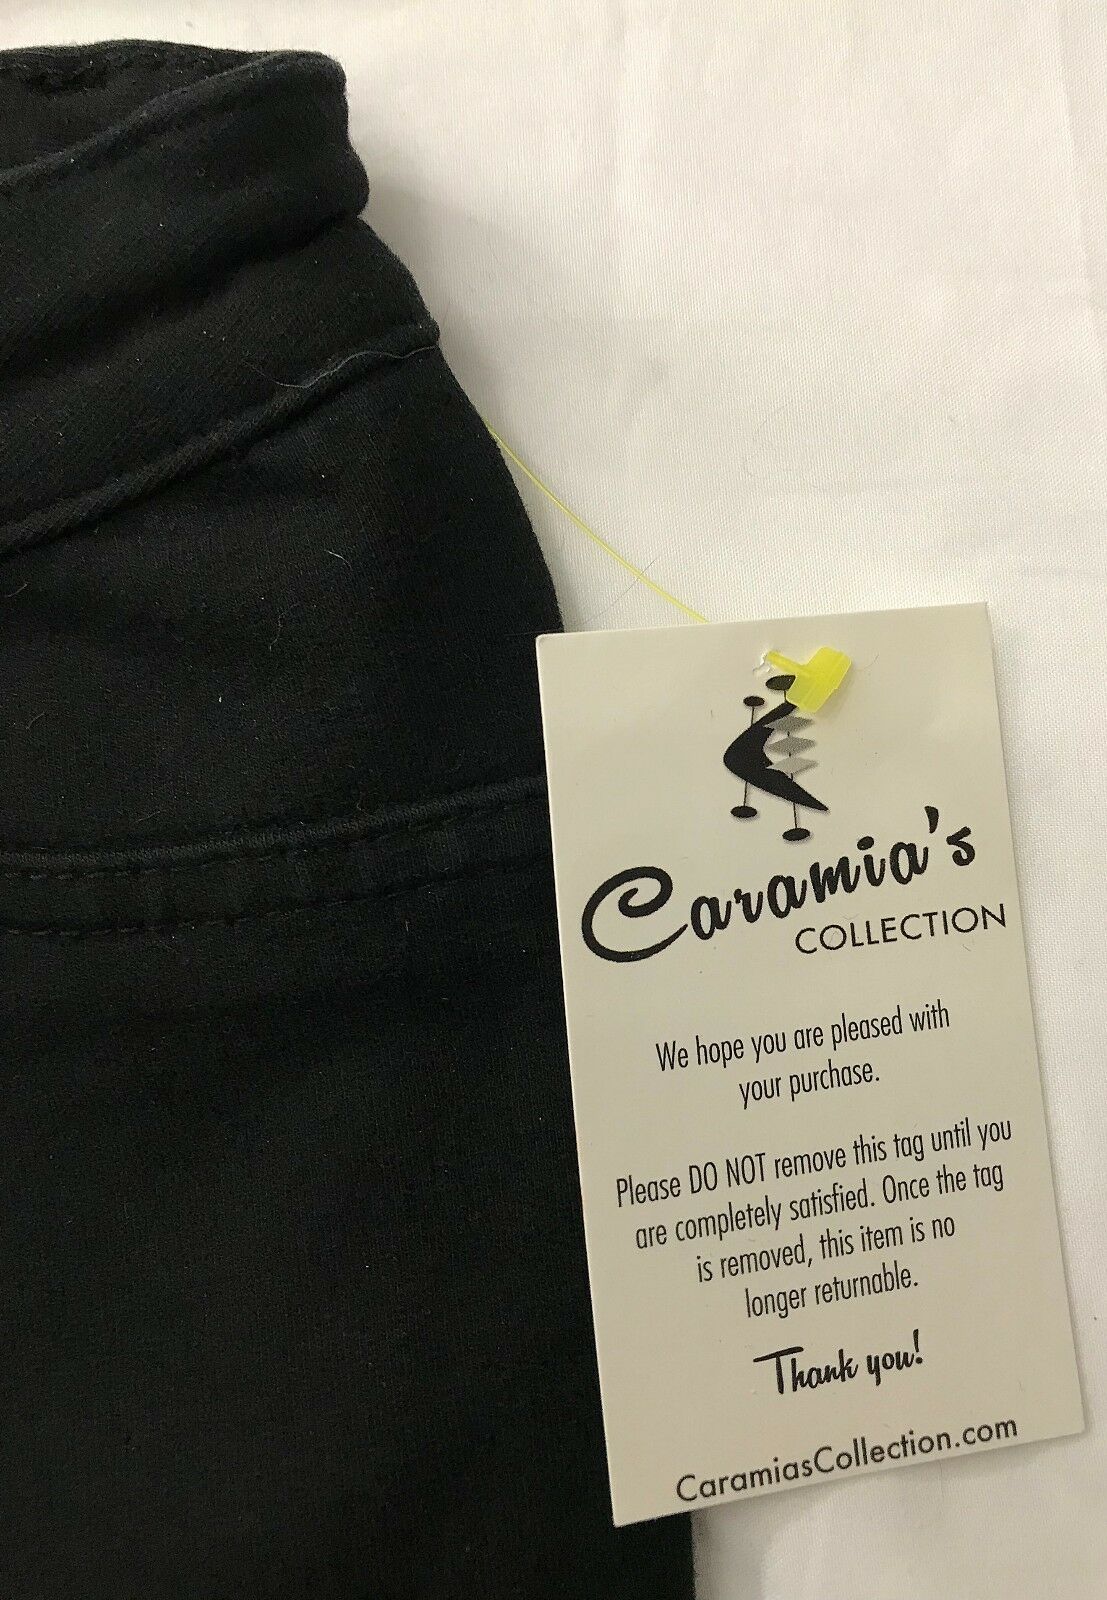 Caramia's
COLLECTION
We hope you are pleased with
your purchase.
Please DO NOT remove this tag until you
are completely satisfied. Once the tag
is removed, this item is no
longer returnable.
Thank you!
CaramiasCollection.com